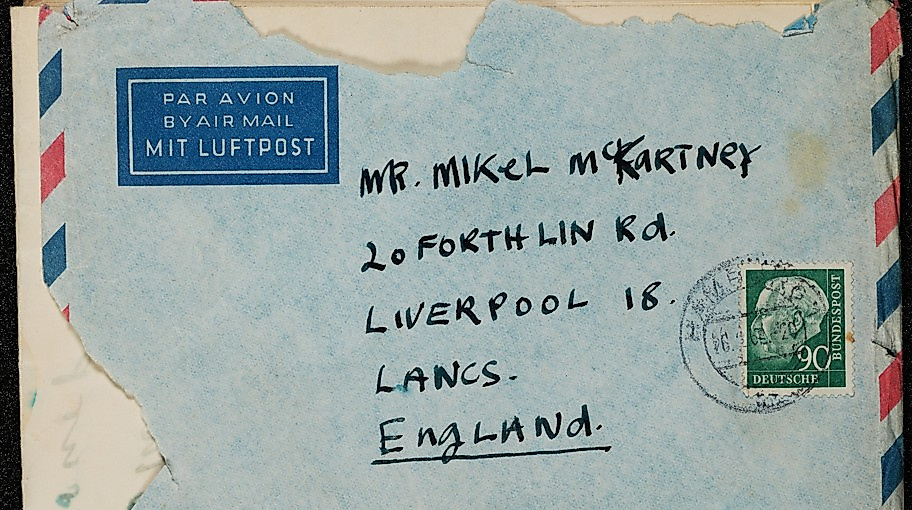 PAR AVION
BY AIR MAIL
MIT LUFTPOST
MR. MIKEL McKARTNEY
20 FORTHLIN Rd.
LIVERPOOL 18.
LANCS.
EngLAND.
90
DEUTSCHE
BUNDESPOST